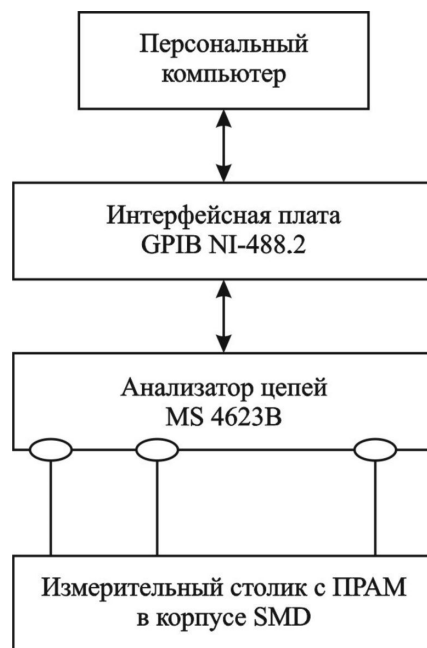 Персональный
компьютер
Интерфейсная плата
GPIB NI-488.2
Анализатор цепей
MS 4623B
Измерительный столик с ПРАМ
в корпусе SMD